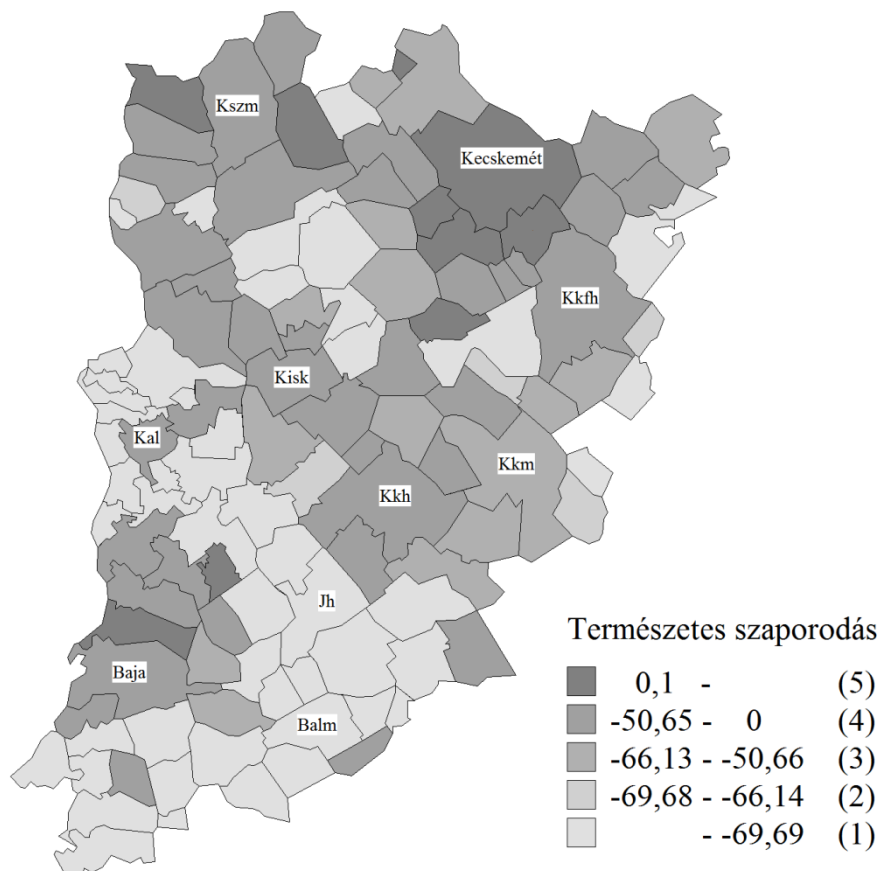 Kszm
Kecskemét
Kkfh
Kisk
Kal
Kkm
Kkh
Jh
Baja
Balm
Természetes szaporodás
0,1 - (5)
-50,65 - 0 (4)
-66,13 - -50,66 (3)
-69,68 - -66,14 (2)
- -69,69 (1)